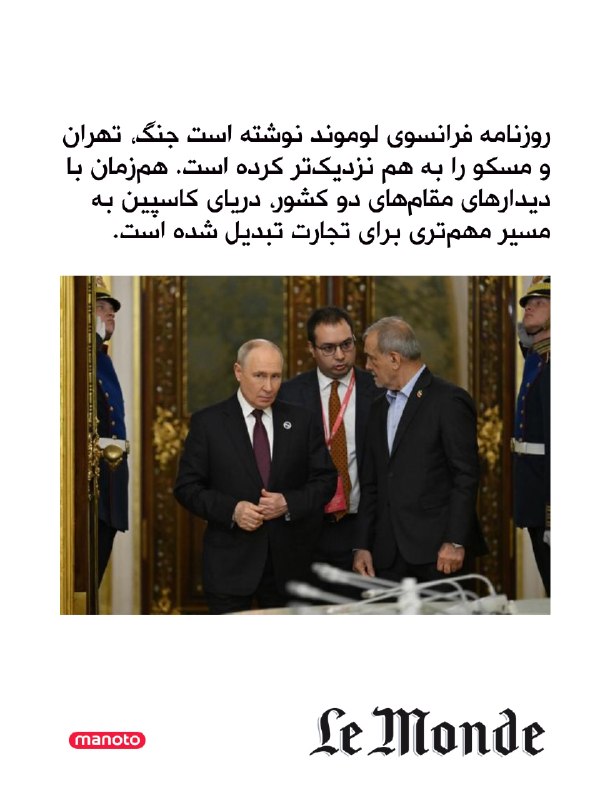 روزنامه فرانسوی لوموند نوشته است جنگ، تهران
و مسکو را به هم نزدیک‌تر کرده است. هم‌زمان با
دیدارهای مقام‌های دو کشور، دریای کاسپین به
مسیر مهم‌تری برای تجارت تبدیل شده است.
manoto
Le Monde